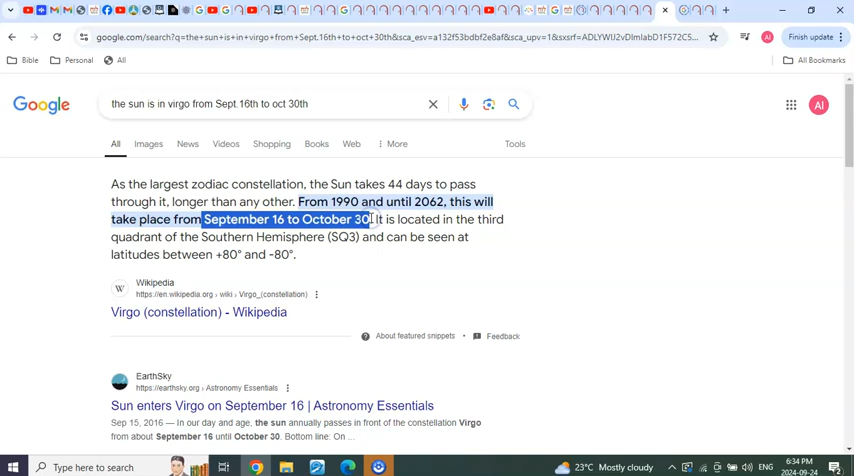 Finish update
google.com/search?q=the+sun+is+in+virgo+from+Sept.16th+to+oct+30th&sca_esv=a132f53bdbf2e8af&sca_upv=1&sxsrf=ADLYWIJ2vDlmIabD1F572C5...
Bible Personal All All Bookmarks
Google the sun is in virgo from Sept.16th to oct 30th AI
All Images News Videos Shopping Books Web More Tools
As the largest zodiac constellation, the Sun takes 44 days to pass
through it, longer than any other. From 1990 and until 2062, this will
take place from September 16 to October 30. It is located in the third
quadrant of the Southern Hemisphere (SQ3) and can be seen at
latitudes between +80° and -80°.
W Wikipedia
https://en.wikipedia.org › wiki › Virgo_(constellation)
Virgo (constellation) - Wikipedia
About featured snippets • Feedback
EarthSky
https://earthsky.org › Astronomy Essentials
Sun enters Virgo on September 16 | Astronomy Essentials
Sep 15, 2016 — In our day and age, the sun annually passes in front of the constellation Virgo
from about September 16 until October 30. Bottom line: On ...
Type here to search 23°C Mostly cloudy ENG 6:34 PM
2024-09-24